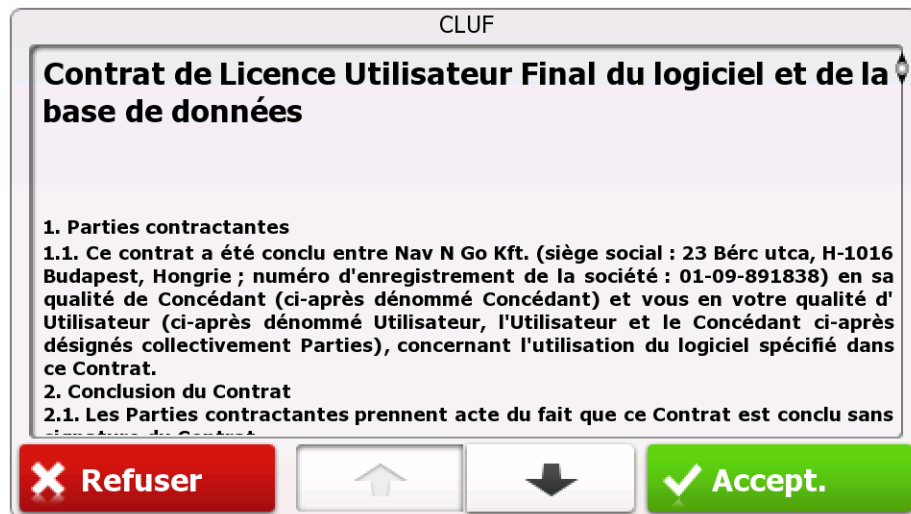 CLUF
Contrat de Licence Utilisateur Final du logiciel et de la
base de données
1. Parties contractantes
1.1. Ce contrat a été conclu entre Nav N Go Kft. (siège social : 23 Bérc utca, H-1016
Budapest, Hongrie ; numéro d'enregistrement de la société : 01-09-891838) en sa
qualité de Concédant (ci-après dénommé Concédant) et vous en votre qualité d'
Utilisateur (ci-après dénommé Utilisateur, l'Utilisateur et le Concédant ci-après
désignés collectivement Parties), concernant l'utilisation du logiciel spécifié dans
ce Contrat.
2. Conclusion du Contrat
2.1. Les Parties contractantes prennent acte du fait que ce Contrat est conclu sans
Refuser
Accept.